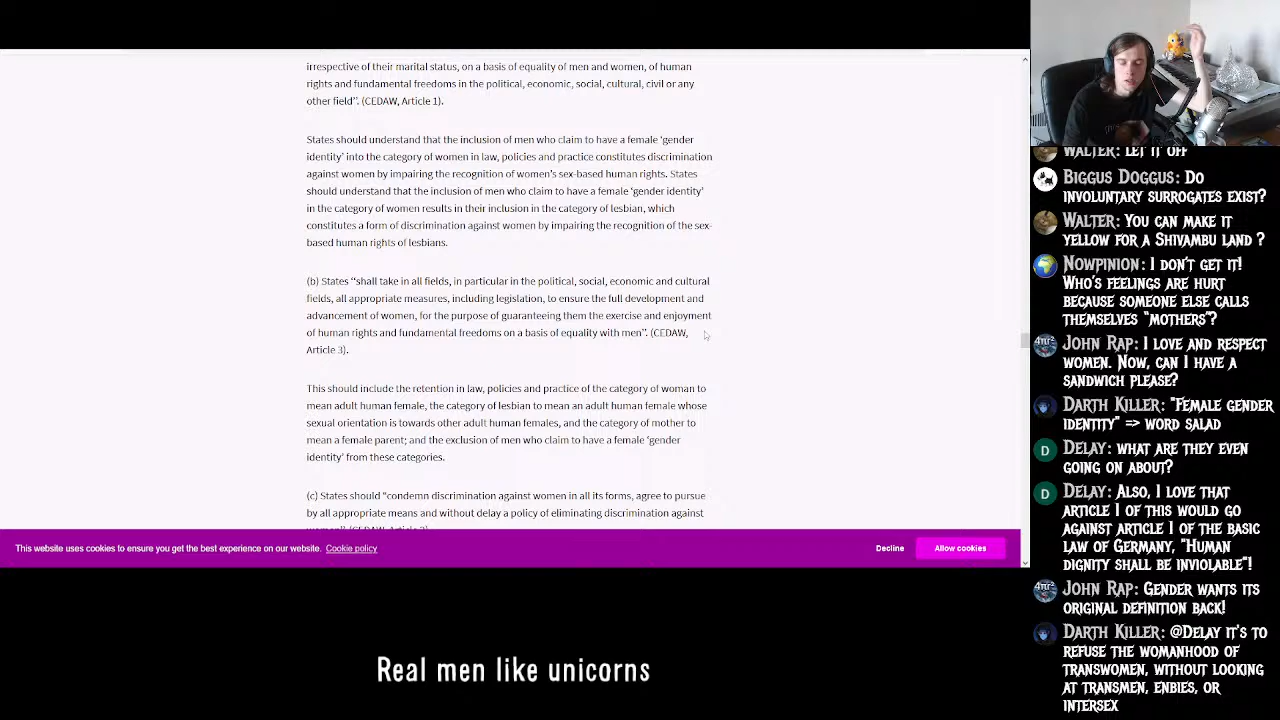 irrespective of their marital status, on a basis of equality of men and women, of human
rights and fundamental freedoms in the political, economic, social, cultural, civil or any
other field". (CEDAW, Article 1).
States should understand that the inclusion of men who claim to have a female 'gender
identity' into the category of women in law, policies and practice constitutes discrimination
against women by impairing the recognition of women's sex-based human rights. States
should understand that the inclusion of men who claim to have a female 'gender identity'
in the category of women results in their inclusion in the category of lesbian, which
constitutes a form of discrimination against women by impairing the recognition of the sex-
based human rights of lesbians.
(b) States "shall take in all fields, in particular in the political, social, economic and cultural
fields, all appropriate measures, including legislation, to ensure the full development and
advancement of women, for the purpose of guaranteeing them the exercise and enjoyment
of human rights and fundamental freedoms on a basis of equality with men". (CEDAW,
Article 3).
This should include the retention in law, policies and practice of the category of woman to
mean adult human female, the category of lesbian to mean an adult human female whose
sexual orientation is towards other adult human females, and the category of mother to
mean a female parent; and the exclusion of men who claim to have a female 'gender
identity' from these categories.
(c) States should "condemn discrimination against women in all its forms, agree to pursue
by all appropriate means and without delay a policy of eliminating discrimination against
women" (CEDAW, Article 2)
This website uses cookies to ensure you get the best experience on our website. Cookie policy
Decline
Allow cookies
Real men like unicorns
Walter: Let it off
Biggus Doggus: Do
involuntary surrogates exist?
Walter: You can make it
yellow for a Shivambu land ?
Nowpinion: I don't get it!
Who's feelings are hurt
because someone else calls
themselves "mothers"?
John Rap: I love and respect
women. Now, can I have a
sandwich please?
Darth Killer: "Female gender
identity" => word salad
D
Delay: what are they even
going on about?
D
Delay: Also, I love that
Article 1 of this would go
against Article 1 of the basic
law of Germany, "Human
dignity shall be inviolable"!
John Rap: Gender wants its
original definition back!
Darth Killer: @Delay it's to
refuse the womanhood of
transwomen, without looking
at transmen, enbies, or
intersex